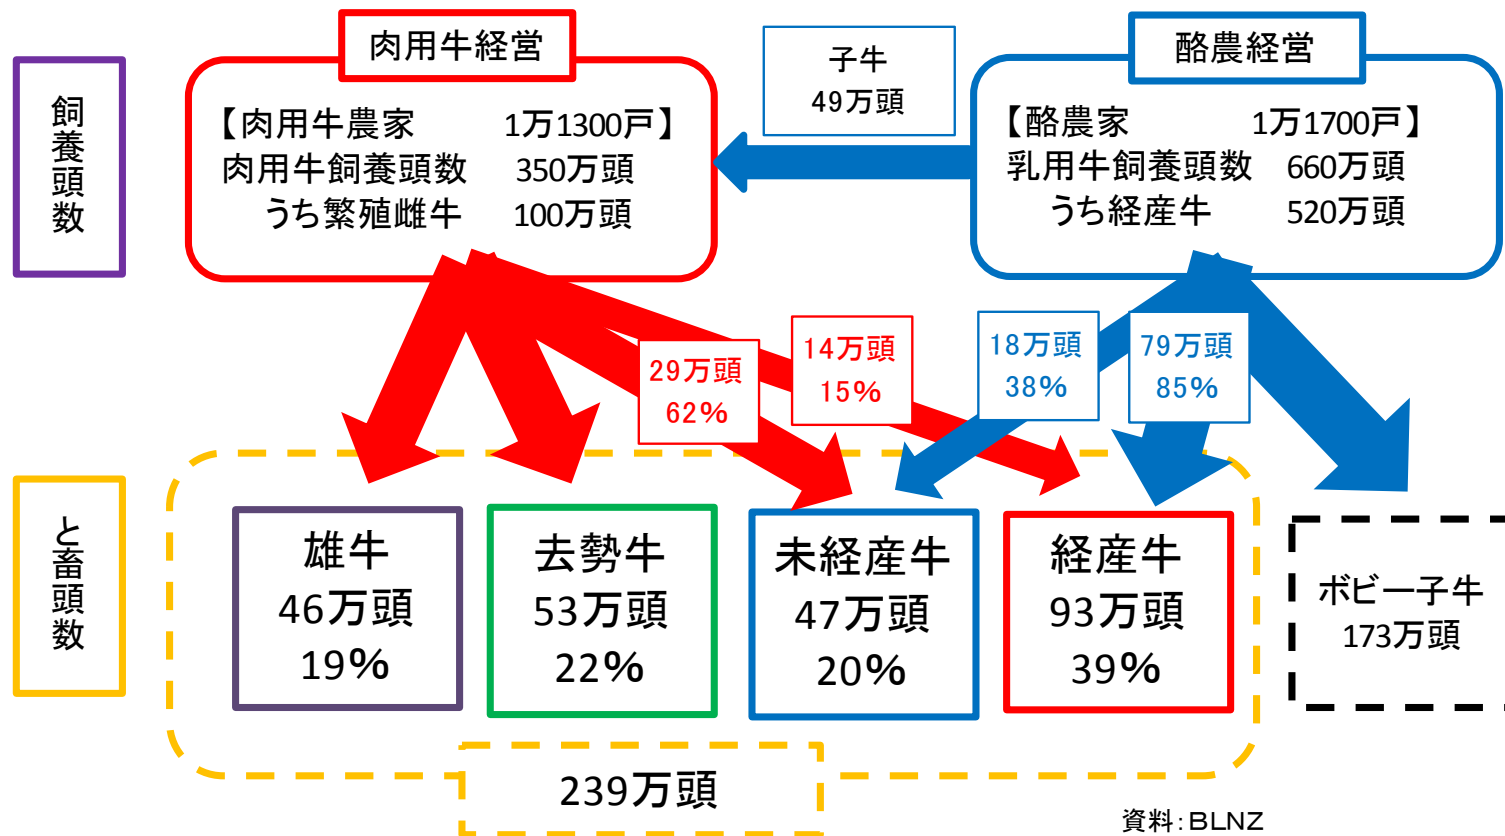 肉用牛経営
子牛
49万頭
酪農経営
飼養頭数
【肉用牛農家 1万1300戸】
肉用牛飼養頭数 350万頭
うち繁殖雌牛 100万頭
【酪農家 1万1700戸】
乳用牛飼養頭数 660万頭
うち経産牛 520万頭
29万頭
62%
14万頭
15%
18万頭
38%
79万頭
85%
と畜頭数
雄牛
46万頭
19%
去勢牛
53万頭
22%
未経産牛
47万頭
20%
経産牛
93万頭
39%
ボビー子牛
173万頭
239万頭
資料:BLNZ